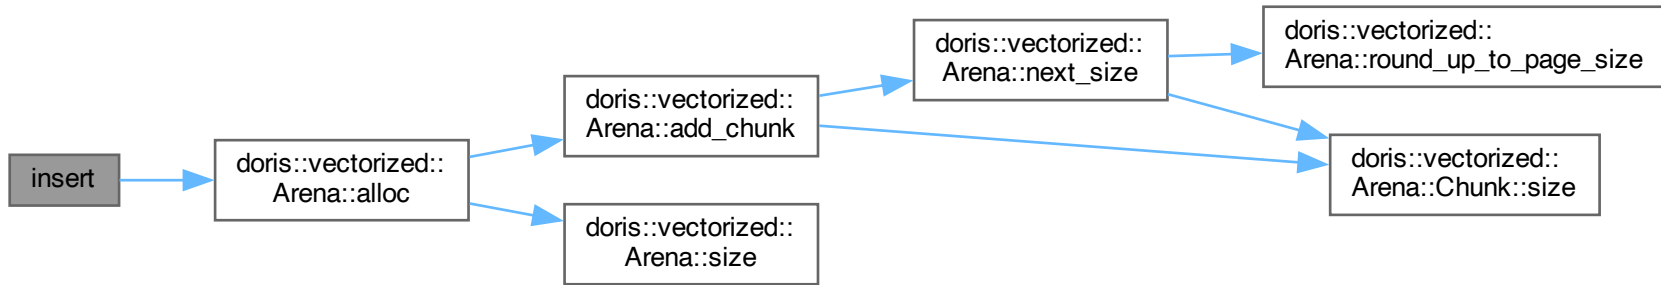 insert
doris::vectorized::
Arena::alloc
doris::vectorized::
Arena::add_chunk
doris::vectorized::
Arena::size
doris::vectorized::
Arena::next_size
doris::vectorized::
Arena::round_up_to_page_size
doris::vectorized::
Arena::Chunk::size